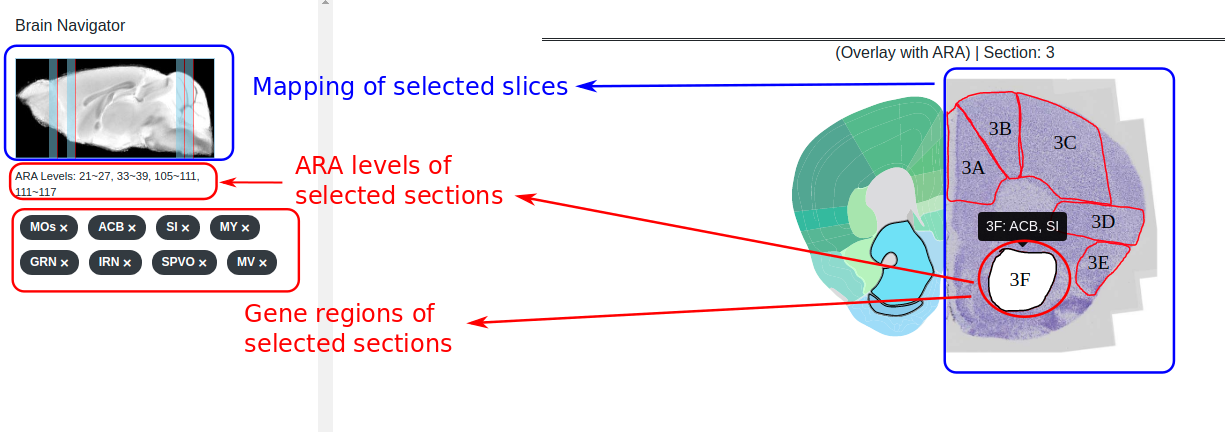 Brain Navigator
(Overlay with ARA) | Section: 3
Mapping of selected slices
ARA Levels: 21~27, 33~39, 105~111,
111~117
ARA levels of
selected sections
MOs × ACB × SI × MY ×
GRN × IRN × SPVO × MV ×
Gene regions of
selected sections
3B
3C
3A
3D
3F: ACB, SI
3E
3F